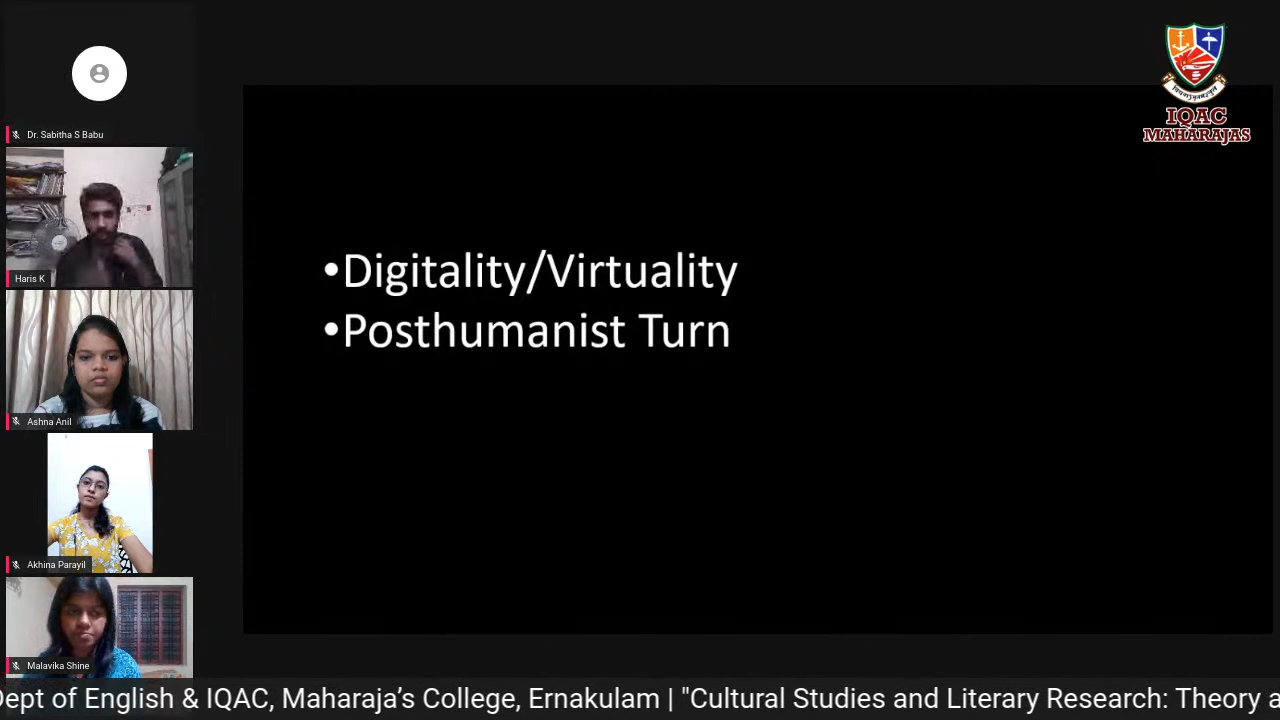 Dr. Sabitha S Babu
Haris K
Ashna Anil
Akhina Parayil
Malavika Shine
•Digitality/Virtuality
•Posthumanist Turn
IQAC
MAHARAJAS
Dept of English & IQAC, Maharaja’s College, Ernakulam | "Cultural Studies and Literary Research: Theory a